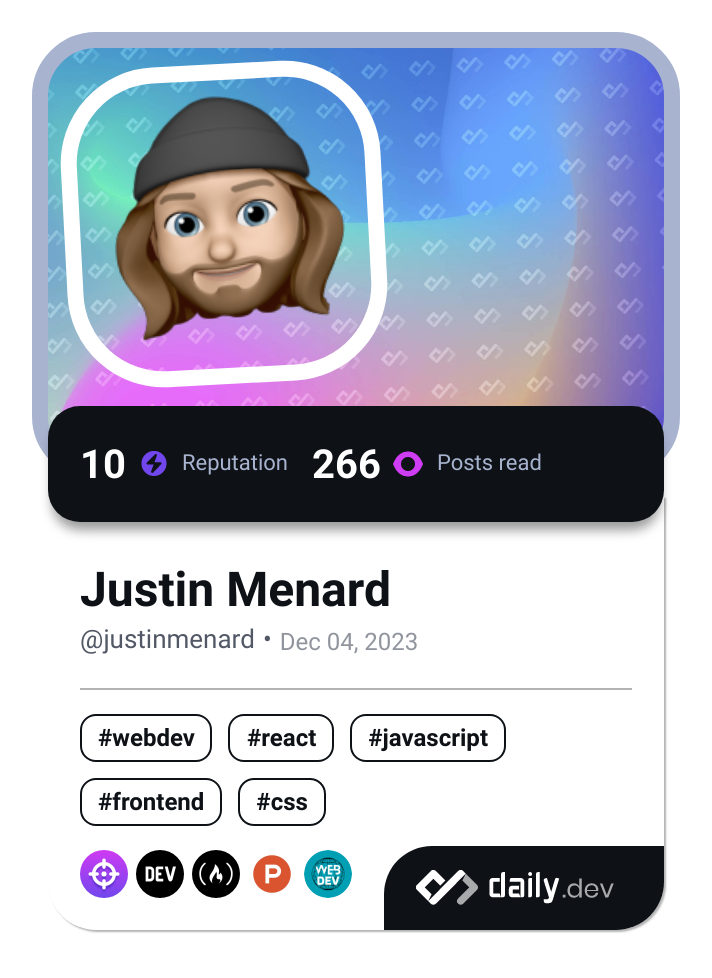 10 Reputation 266 Posts read
Justin Menard
@justinmenard • Dec 04, 2023
#webdev #react #javascript
#frontend #css
DEV P WEB DEV
daily.dev